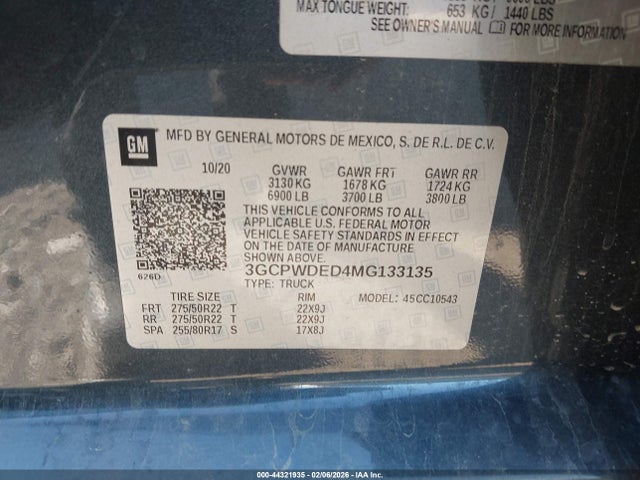 MAX TONGUE WEIGHT: 653 KG / 1440 LBS
SEE OWNER'S MANUAL FOR MORE INFORMATION
GM
MFD BY GENERAL MOTORS DE MEXICO, S. DE R.L. DE C.V.
10/20 GVWR GAWR FRT GAWR RR
3130 KG 1678 KG 1724 KG
6900 LB 3700 LB 3800 LB
THIS VEHICLE CONFORMS TO ALL
APPLICABLE U.S. FEDERAL MOTOR
VEHICLE SAFETY STANDARDS IN EFFECT
ON THE DATE OF MANUFACTURE
SHOWN ABOVE.
626D
3GCPWDED4MG133135
TYPE: TRUCK
TIRE SIZE RIM MODEL: 45CC10543
FRT 275/50R22 T 22X9J
RR 275/50R22 T 22X9J
SPA 255/80R17 S 17X8J
000-44321935 - 02/06/2026 - IAA Inc.